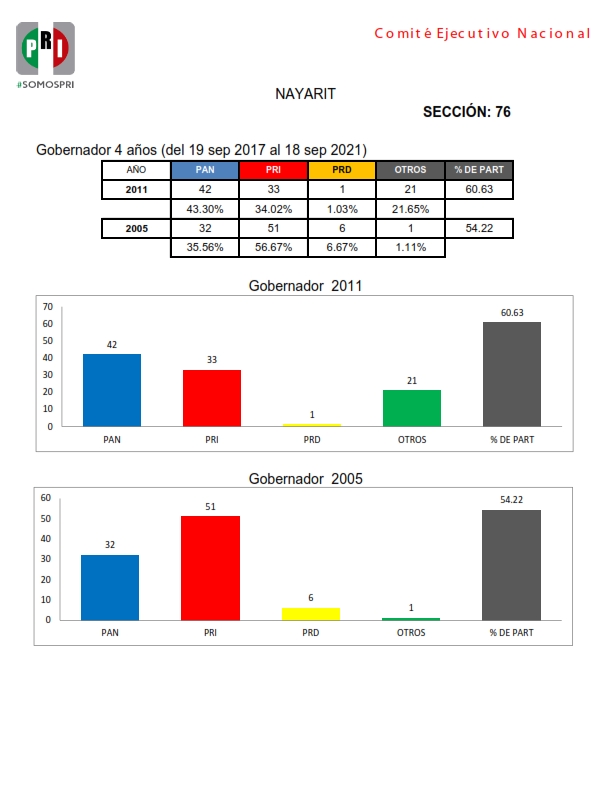 Comité Ejecutivo Nacional
PRI
#SOMOSPRI
NAYARIT
SECCIÓN: 76
Gobernador 4 años (del 19 sep 2017 al 18 sep 2021)
AÑO PAN PRI PRD OTROS % DE PART
2011 42 33 1 21 60.63
43.30% 34.02% 1.03% 21.65%
2005 32 51 6 1 54.22
35.56% 56.67% 6.67% 1.11%
Gobernador 2011
70
60
50
40
30
20
10
0
42
33
1
21
60.63
PAN PRI PRD OTROS % DE PART
Gobernador 2005
60
50
40
30
20
10
0
32
51
6
1
54.22
PAN PRI PRD OTROS % DE PART